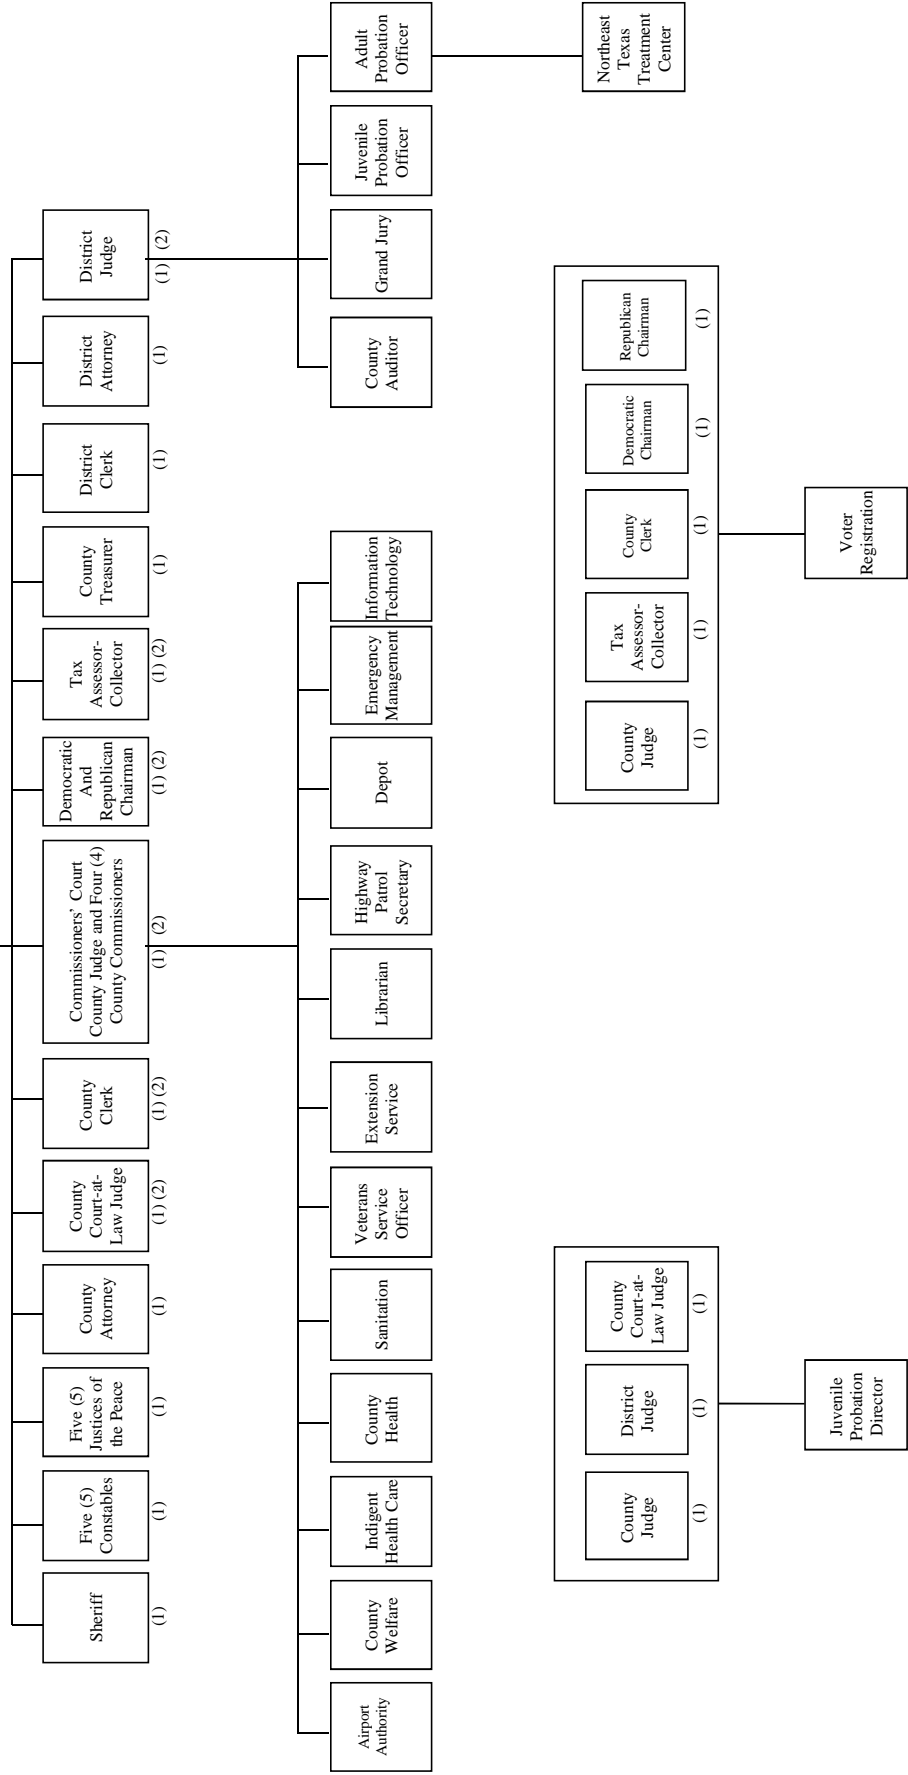 Sheriff
(1)
Five (5)
Constables
(1)
Five (5)
Justices of
the Peace
(1)
County
Attorney
(1)
County
Court-at-
Law Judge
(1) (2)
County
Clerk
(1) (2)
Commissioners' Court
County Judge and Four (4)
County Commissioners
(1) (2)
Democratic
And
Republican
Chairman
(1) (2)
Tax
Assessor-
Collector
(1) (2)
County
Treasurer
(1)
District
Clerk
(1)
District
Attorney
(1)
District
Judge
(1) (2)
Airport
Authority
County
Welfare
Indigent
Health Care
County
Health
Sanitation
Veterans
Service
Officer
Extension
Service
Librarian
Highway
Patrol
Secretary
Depot
Emergency
Management
Information
Technology
County
Auditor
Grand Jury
Juvenile
Probation
Officer
Adult
Probation
Officer
Northeast
Texas
Treatment
Center
County
Judge
(1)
District
Judge
(1)
County
Court-at-
Law Judge
(1)
Juvenile
Probation
Director
County
Judge
(1)
Tax
Assessor-
Collector
(1)
County
Clerk
(1)
Democratic
Chairman
(1)
Republican
Chairman
(1)
Voter
Registration